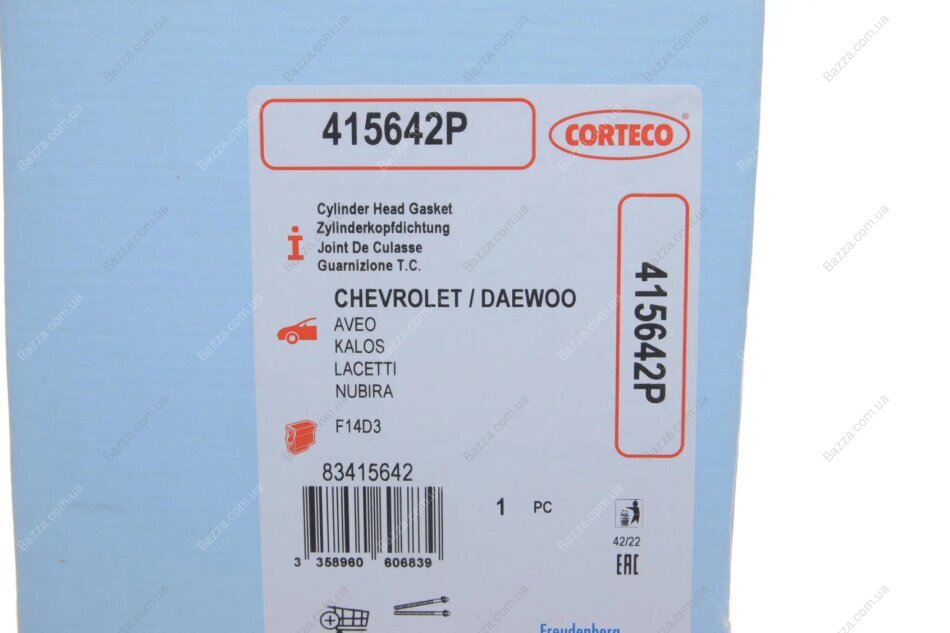 415642P
CORTECO®
Cylinder Head Gasket
Zylinderkopfdichtung
Joint De Culasse
Guarnizione T.C.
i
CHEVROLET / DAEWOO
AVEO
KALOS
LACETTI
NUBIRA
F14D3
415642P
83415642
3 358960 606839
1 PC
42/22
EAC
Freudenberg
Bazza.com.ua